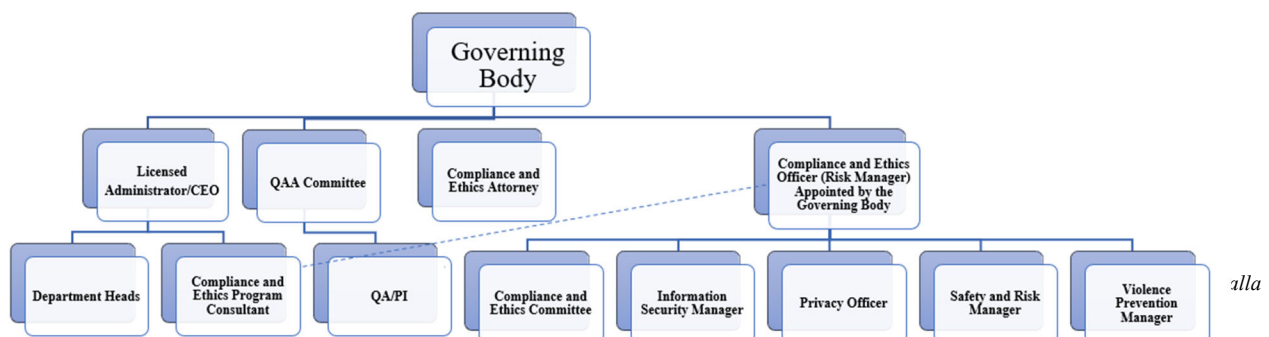 Governing
Body
Licensed
Administrator/CEO
QAA Committee
Compliance and
Ethics Attorney
Compliance and Ethics
Officer (Risk Manager)
Appointed by the
Governing Body
Department Heads
Compliance and
Ethics Program
Consultant
QA/PI
Compliance and
Ethics Committee
Information
Security Manager
Privacy Officer
Safety and Risk
Manager
Violence
Prevention
Manager